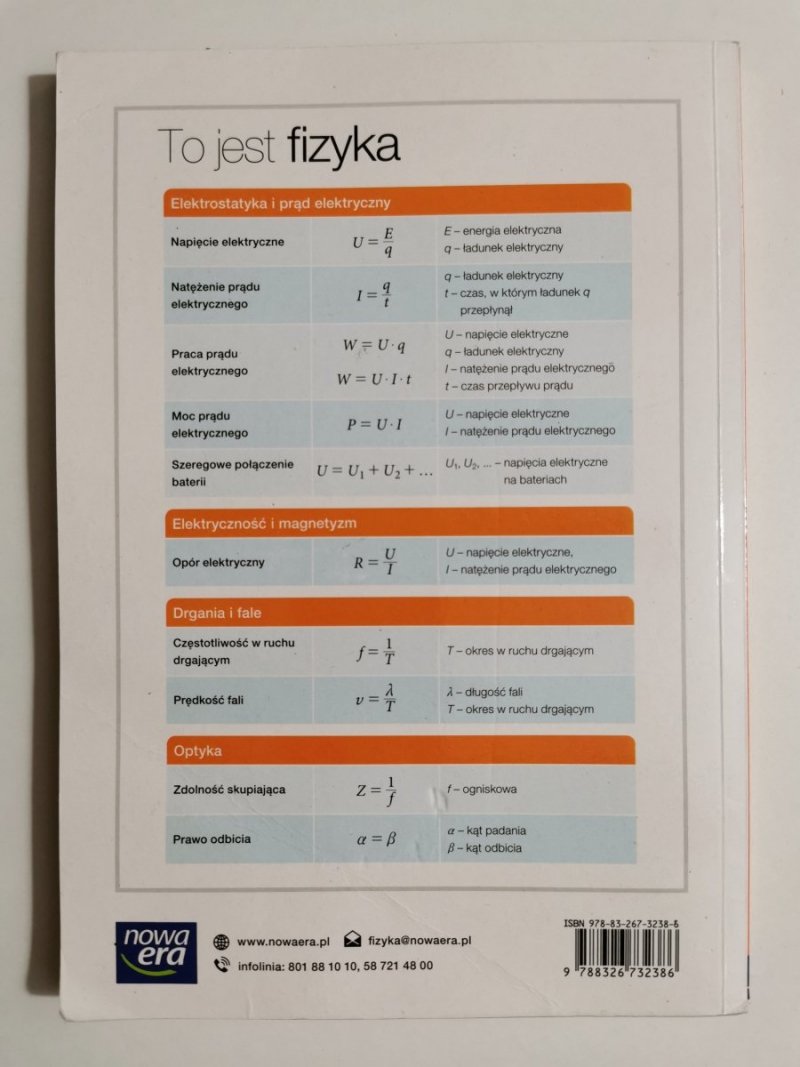 To jest fizyka
Elektrostatyka i prąd elektryczny
Napięcie elektryczne
U = E/q
E – energia elektryczna
q – ładunek elektryczny
Natężenie prądu
elektrycznego
I = q/t
q – ładunek elektryczny
t – czas, w którym ładunek q
przepłynął
Praca prądu
elektrycznego
W = U · q
W = U · I · t
U – napięcie elektryczne
q – ładunek elektryczny
I – natężenie prądu elektrycznego
t – czas przepływu prądu
Moc prądu
elektrycznego
P = U · I
U – napięcie elektryczne
I – natężenie prądu elektrycznego
Szeregowe połączenie
baterii
U = U₁ + U₂ + ...
U₁, U₂, ... – napięcia elektryczne
na bateriach
Elektryczność i magnetyzm
Opór elektryczny
R = U/I
U – napięcie elektryczne,
I – natężenie prądu elektrycznego
Drgania i fale
Częstotliwość w ruchu
drgającym
f = 1/T
T – okres w ruchu drgającym
Prędkość fali
v = λ/T
λ – długość fali
T – okres w ruchu drgającym
Optyka
Zdolność skupiająca
Z = 1/f
f – ogniskowa
Prawo odbicia
α = β
α – kąt padania
β – kąt odbicia
nowa
era
www.nowaera.pl
fizyka@nowaera.pl
infolinia: 801 88 10 10, 58 721 48 00
ISBN 978-83-267-3238-6
9 788326 732386